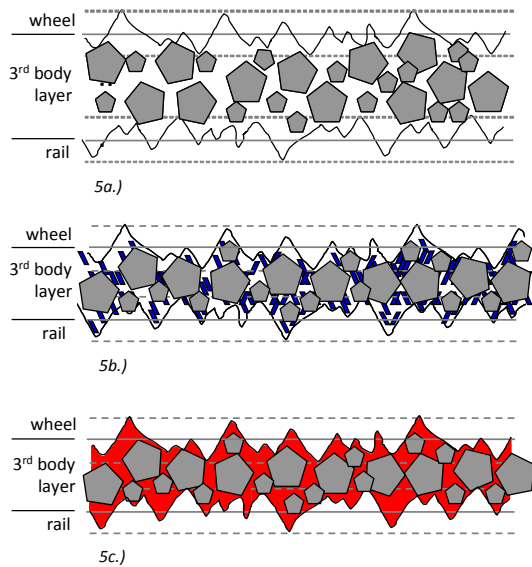 wheel
3rd body
layer
rail
5a.)
wheel
3rd body
layer
rail
5b.)
wheel
3rd body
layer
rail
5c.)